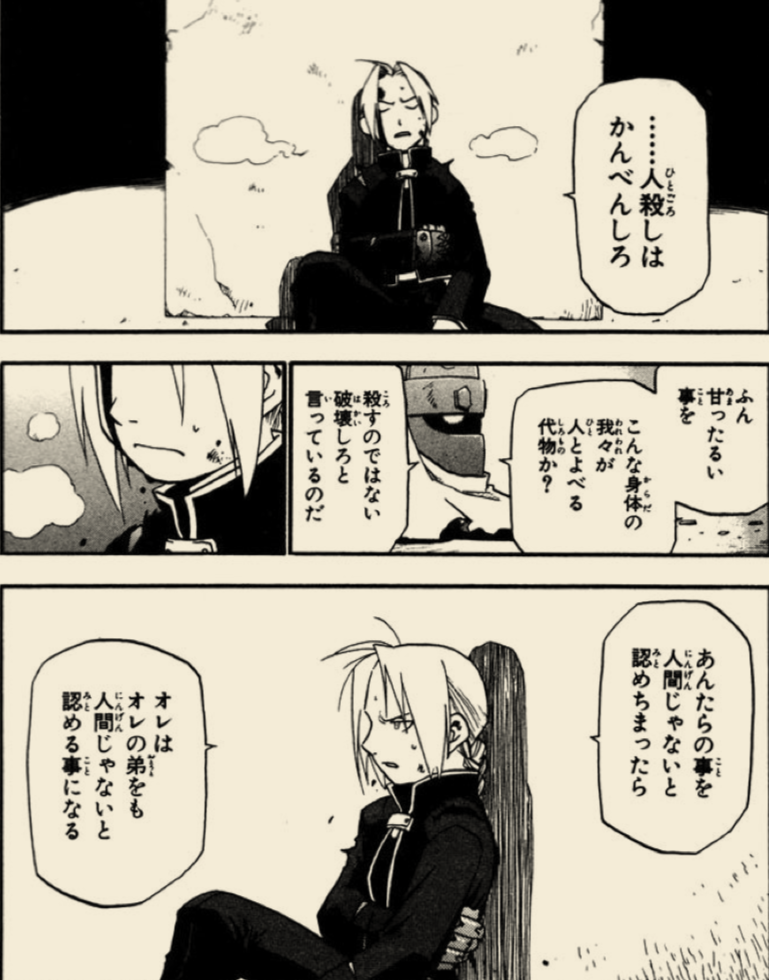 ……人殺しは
かんべんしろ
ふん
甘ったるい
事を
こんな身体の
我々が
人とよべる
代物か？
殺すのではない
破壊しろと
言っているのだ
あんたらの事を
人間じゃないと
認めちまったら
オレは
オレの弟をも
人間じゃないと
認める事になる